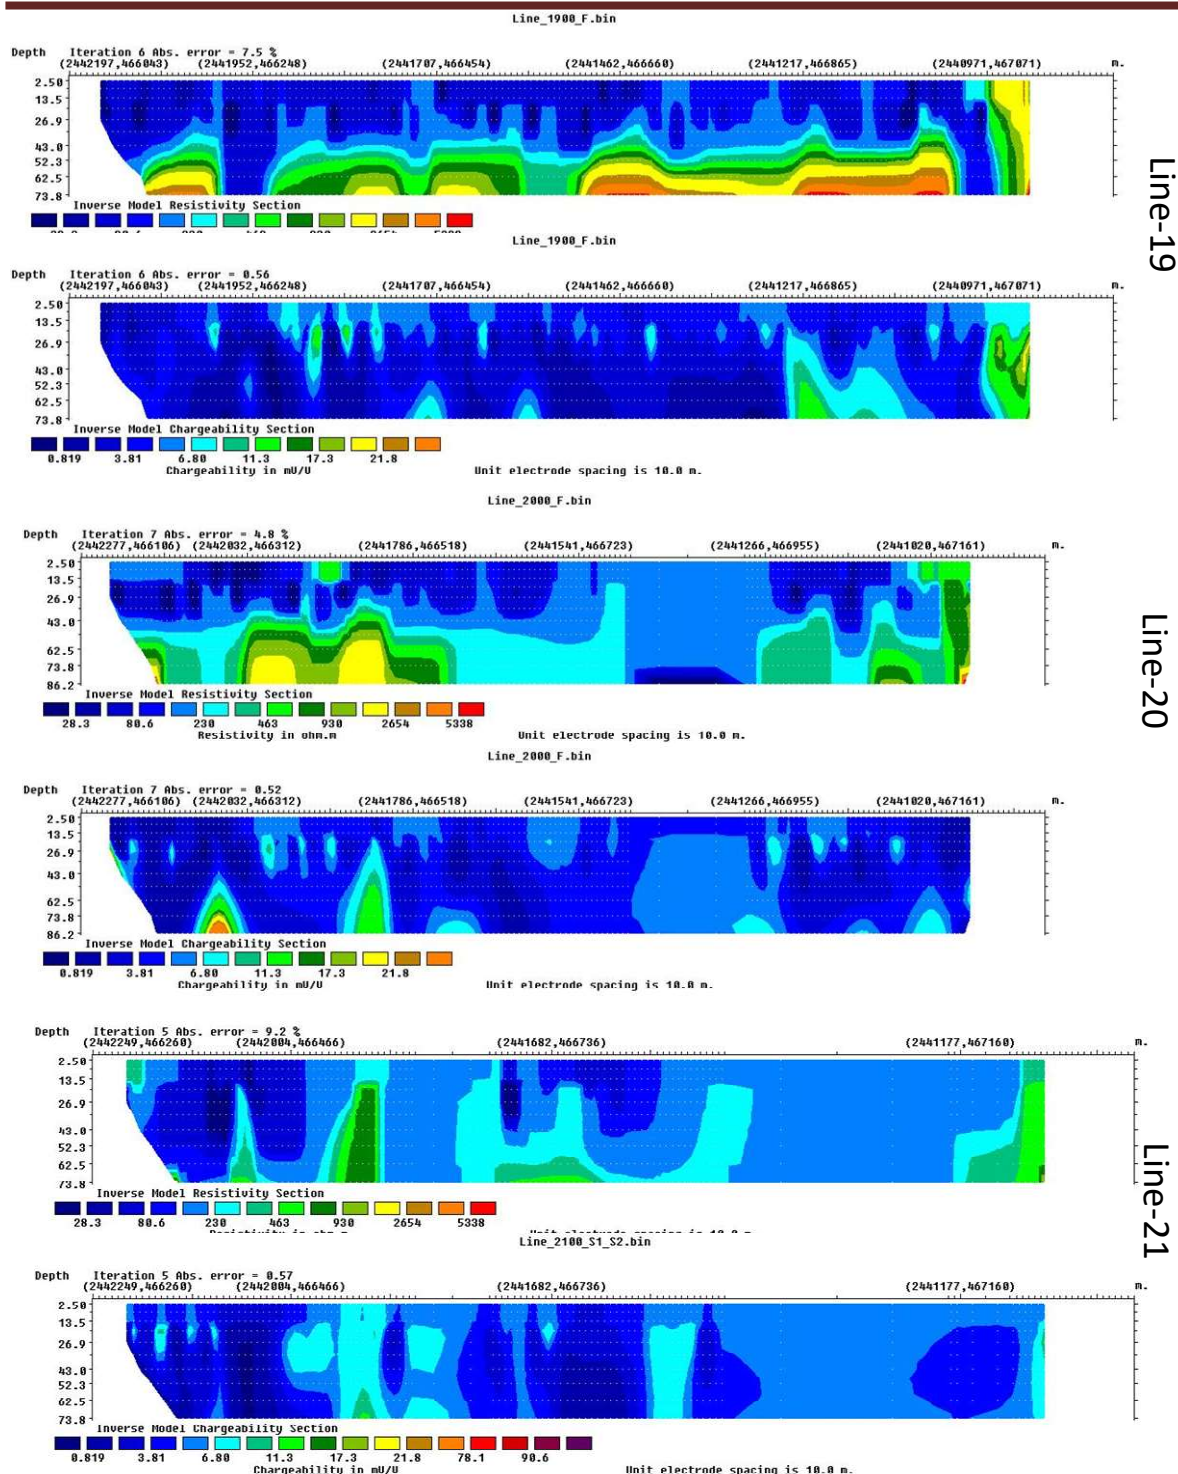 Line_1900_F.bin
Depth Iteration 6 Abs. error = 7.5 %
(2442197,466043) (2441952,466248) (2441707,466454) (2441462,466660) (2441217,466865) (2440971,467071) m.
2.50
13.5
26.9
43.0
52.3
62.5
73.8
Inverse Model Resistivity Section
Line_1900_F.bin
Line-19
Depth Iteration 6 Abs. error = 0.56
(2442197,466043) (2441952,466248) (2441707,466454) (2441462,466660) (2441217,466865) (2440971,467071) m.
2.50
13.5
26.9
43.0
52.3
62.5
73.8
Inverse Model Chargeability Section
0.819 3.81 6.80 11.3 17.3 21.8
Chargeability in mV/V Unit electrode spacing is 10.0 m.
Line_2000_F.bin
Depth Iteration 7 Abs. error = 4.8 %
(2442277,466106) (2442032,466312) (2441786,466518) (2441541,466723) (2441266,466955) (2441020,467161) m.
2.50
13.5
26.9
43.0
62.5
73.8
86.2
Inverse Model Resistivity Section
28.3 80.6 230 463 930 2654 5338
Resistivity in ohm.m Unit electrode spacing is 10.0 m.
Line-20
Line_2000_F.bin
Depth Iteration 7 Abs. error = 0.52
(2442277,466106) (2442032,466312) (2441786,466518) (2441541,466723) (2441266,466955) (2441020,467161) m.
2.50
13.5
26.9
43.0
62.5
73.8
86.2
Inverse Model Chargeability Section
0.819 3.81 6.80 11.3 17.3 21.8
Chargeability in mV/V Unit electrode spacing is 10.0 m.
Depth Iteration 5 Abs. error = 9.2 %
(2442249,466260) (2442004,466466) (2441682,466736) (2441177,467160) m.
2.50
13.5
26.9
43.0
52.3
62.5
73.8
Inverse Model Resistivity Section
28.3 80.6 230 463 930 2654 5338
Resistivity in ohm.m Unit electrode spacing is 10.0 m.
Line-21
Line_2100_S1_S2.bin
Depth Iteration 5 Abs. error = 0.57
(2442249,466260) (2442004,466466) (2441682,466736) (2441177,467160) m.
2.50
13.5
26.9
43.0
52.3
62.5
73.8
Inverse Model Chargeability Section
0.819 3.81 6.80 11.3 17.3 21.8 78.1 90.6
Chargeability in mV/V Unit electrode spacing is 10.0 m.